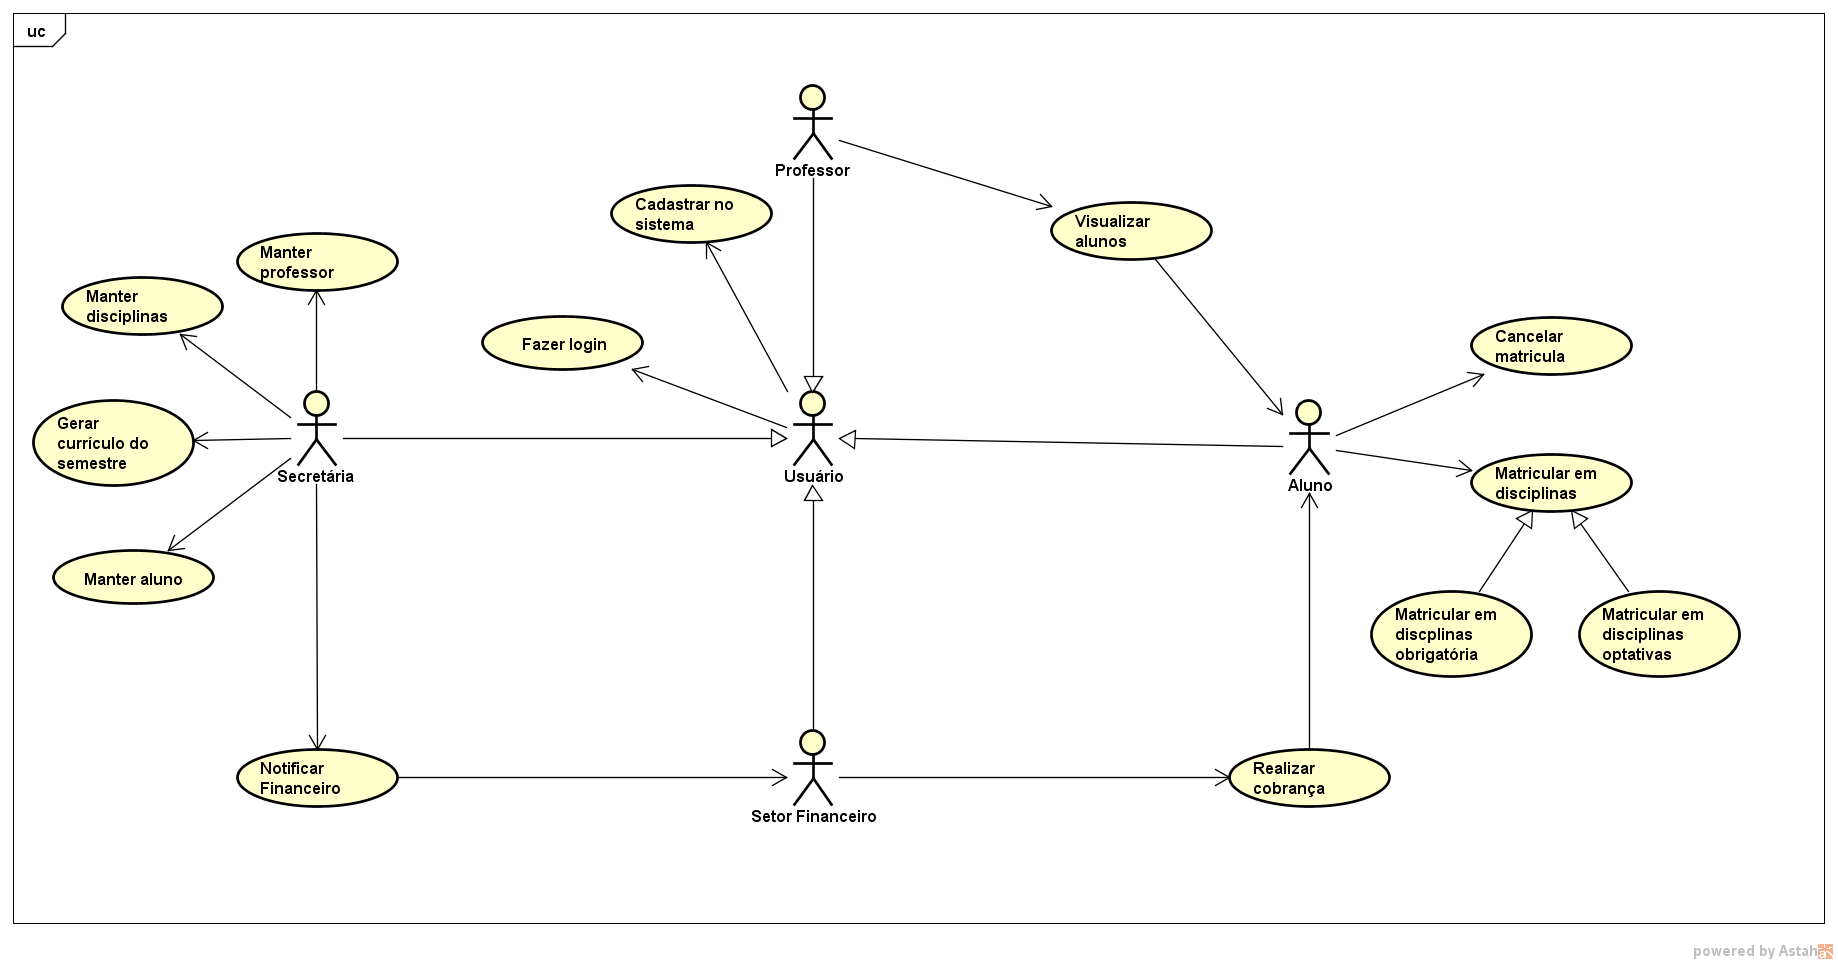 uc
Professor
Cadastrar no
sistema
Visualizar
alunos
Manter
professor
Manter
disciplinas
Fazer login
Cancelar
matricula
Gerar
currículo do
semestre
Secretária
Usuário
Aluno
Matricular em
disciplinas
Manter aluno
Matricular em
discplinas
obrigatória
Matricular em
disciplinas
optativas
Notificar
Financeiro
Setor Financeiro
Realizar
cobrança
powered by Astah